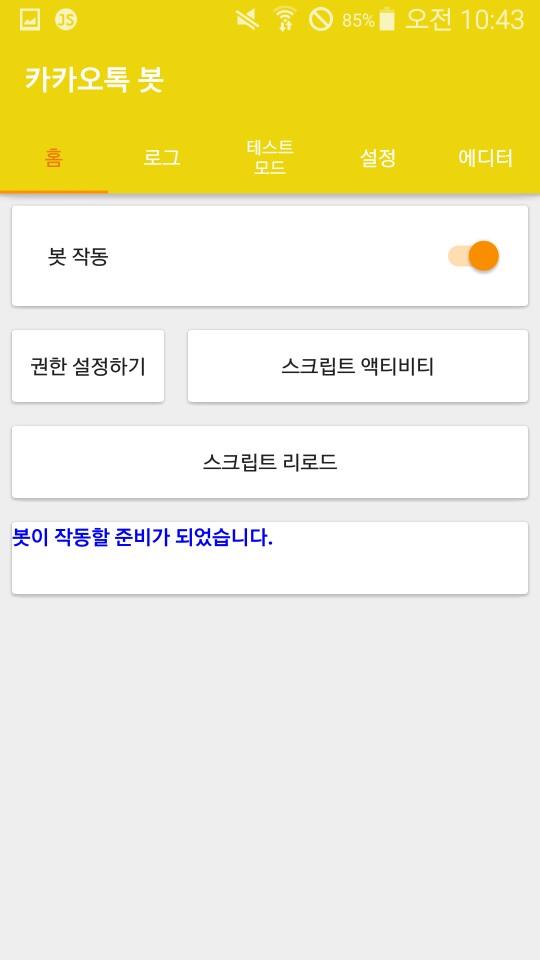 JS 85% 오전 10:43
카카오톡 봇
홈 로그 테스트 모드 설정 에디터
봇 작동
권한 설정하기 스크립트 액티비티
스크립트 리로드
봇이 작동할 준비가 되었습니다.